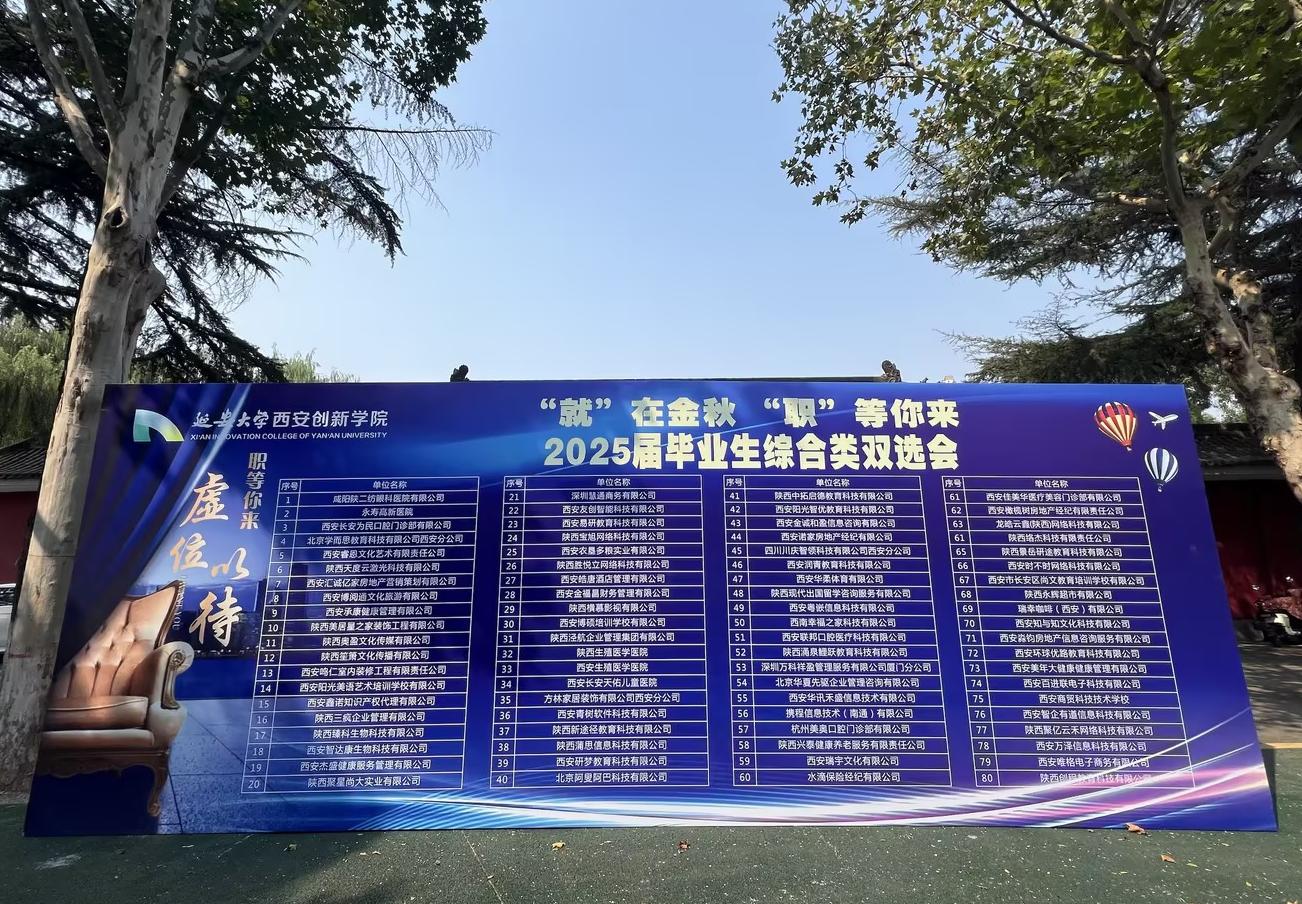 延安大学西安创新学院
XI'AN INNOVATION COLLEGE OF YAN'AN UNIVERSITY
“就”在金秋 “职”等你来
2025届毕业生综合类双选会
职等你来
虚位以待
序号 单位名称
1 咸阳陕二纺眼科医院有限公司
2 永寿高新医院
3 西安长安为民口腔门诊部有限公司
4 北京学而思教育科技有限公司西安分公司
5 西安睿思文化艺术有限责任公司
6 陕西天度云激光科技有限公司
7 西安汇诚亿家房地产营销策划有限公司
8 西安博阅逅文化旅游有限公司
9 西安承康健康管理有限公司
10 陕西美居星之家装饰工程有限公司
11 西安奥盈文化传媒有限公司
12 陕西笙箫文化传播有限公司
13 西安鸣仁室内装修工程有限责任公司
14 西安阳光美语艺术培训学校有限公司
15 西安鑫诺知识产权代理有限公司
16 陕西三疯企业管理有限公司
17 陕西臻科生物科技有限公司
18 西安智达康生物科技有限公司
19 西安杰盛健康服务管理有限公司
20 陕西聚星尚大实业有限公司
序号 单位名称
21 深圳慧通商务有限公司
22 西安友创智能科技有限公司
23 西安易研教育科技有限公司
24 陕西宝旭网络科技有限公司
25 西安农垦多粮实业有限公司
26 陕西胜悦立网络科技有限公司
27 西安皓唐酒店管理有限公司
28 西安金福昌财务管理有限公司
29 陕西横慕影视有限公司
30 西安博硕培训学校有限公司
31 陕西泾航企业管理集团有限公司
32 陕西生殖医学医院
33 西安生殖医学医院
34 西安长安天佑儿童医院
35 方林家居装饰有限公司西安分公司
36 西安青树软件科技有限公司
37 陕西新途径教育科技有限公司
38 陕西蒲思信息科技有限公司
39 西安研梦教育科技有限公司
40 北京阿叟阿巴科技有限公司
序号 单位名称
41 陕西中拓启德教育科技有限公司
42 西安阳光智优教育科技有限公司
43 西安金诚和盈信息咨询有限公司
44 西安诺家房地产经纪有限公司
45 四川川庆智领科技有限公司西安分公司
46 西安润青教育科技有限公司
47 西安华柔体育有限公司
48 陕西现代出国留学咨询服务有限公司
49 西安粤嵌信息科技有限公司
50 西南幸福之家科技有限公司
51 西安联邦口腔医疗科技有限公司
52 陕西涌泉鲤跃教育科技有限公司
53 深圳万科祥盈管理服务有限公司厦门分公司
54 北京华夏先驱企业管理咨询有限公司
55 西安华讯禾盛信息技术有限公司
56 携程信息技术（南通）有限公司
57 杭州美奥口腔门诊部有限公司
58 陕西兴泰健康养老服务有限责任公司
59 西安瑞宇文化有限公司
60 水滴保险经纪有限公司
序号 单位名称
61 西安佳美华医疗美容门诊部有限公司
62 西安橄榄树房地产经纪有限责任公司
63 龙皓云鑫(陕西)网络科技有限公司
61 陕西络杰科技有限责任公司
65 陕西景岳研途教育科技有限公司
66 西安时不时网络科技有限公司
67 西安市长安区尚文教育培训学校有限公司
68 陕西永辉超市有限公司
69 瑞幸咖啡（西安）有限公司
70 西安知与知文化科技有限公司
71 西安犇钧房地产信息咨询服务有限公司
72 西安环球优路教育科技有限公司
73 西安美年大健康健康管理有限公司
74 西安百进联电子科技有限公司
75 西安商贸科技技术学校
76 西安智企有道信息科技有限公司
77 陕西聚亿云禾网络科技有限公司
78 西安万泽信息科技有限公司
79 西安唯格电子商务有限公司
80 陕西创程教育科技有限公司